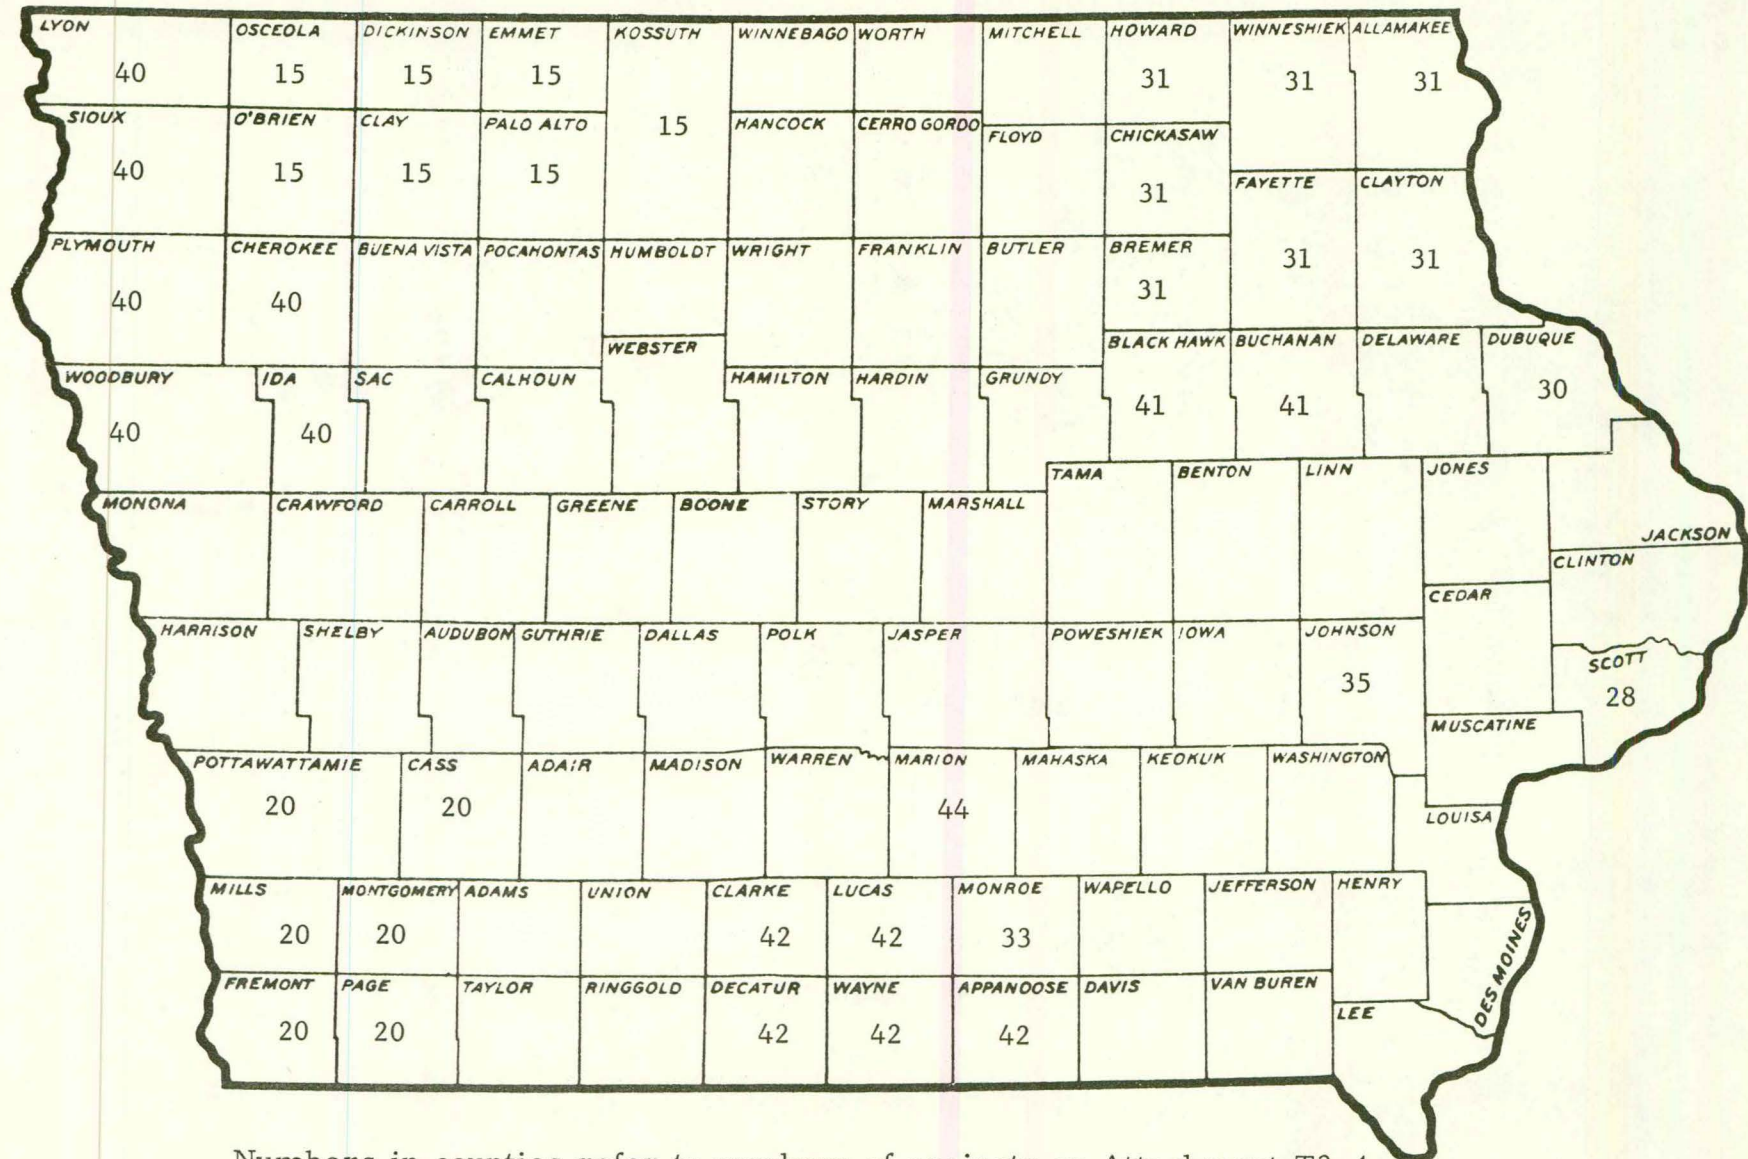 LYON OSCEOLA DICKINSON EMMET KOSSUTH WINNEBAGO WORTH MITCHELL HOWARD WINNESHIEK ALLAMAKEE
40 15 15 15 31 31 31
SIOUX O'BRIEN CLAY PALO ALTO 15 HANCOCK CERRO GORDO FLOYD CHICKASAW
40 15 15 15 31 FAYETTE CLAYTON
PLYMOUTH CHEROKEE BUENA VISTA POCAHONTAS HUMBOLDT WRIGHT FRANKLIN BUTLER BREMER 31 31
40 40 31
WEBSTER BLACK HAWK BUCHANAN DELAWARE DUBUQUE
WOODBURY IDA SAC CALHOUN HAMILTON HARDIN GRUNDY 41 41 30
40 40
TAMA BENTON LINN JONES
MONONA CRAWFORD CARROLL GREENE BOONE STORY MARSHALL JACKSON
CLINTON
CEDAR
HARRISON SHELBY AUDUBON GUTHRIE DALLAS POLK JASPER POWESHIEK IOWA JOHNSON
SCOTT
35 28
MUSCATINE
POTTAWATTAMIE CASS ADAIR MADISON WARREN MARION MAHASKA KEOKUK WASHINGTON
20 20 44
LOUISA
MILLS MONTGOMERY ADAMS UNION CLARKE LUCAS MONROE WAPELLO JEFFERSON HENRY
20 20 42 42 33
DES MOINES
FREMONT PAGE TAYLOR RINGGOLD DECATUR WAYNE APPANOOSE DAVIS VAN BUREN
LEE
20 20 42 42 42